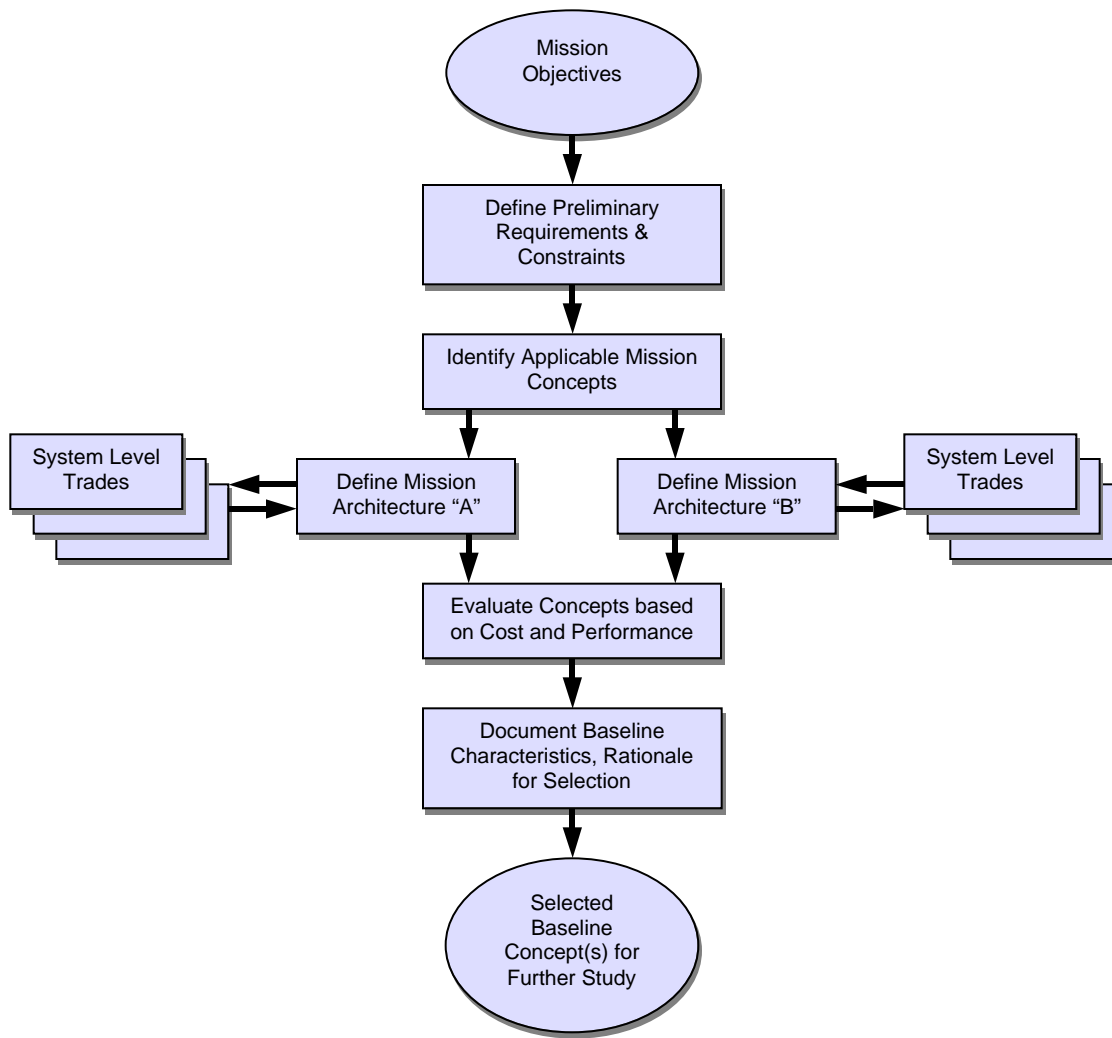 Mission
Objectives
Define Preliminary
Requirements &
Constraints
Identify Applicable Mission
Concepts
System Level
Trades
Define Mission
Architecture “A”
Define Mission
Architecture “B”
System Level
Trades
Evaluate Concepts based
on Cost and Performance
Document Baseline
Characteristics, Rationale
for Selection
Selected
Baseline
Concept(s) for
Further Study